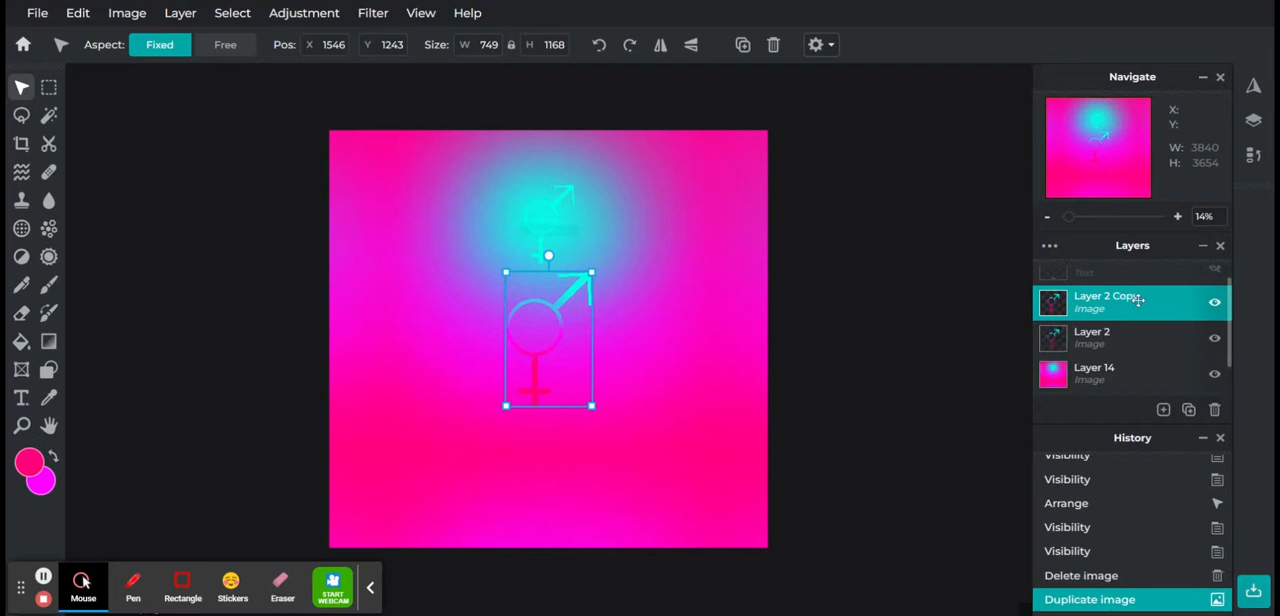 File Edit Image Layer Select Adjustment Filter View Help
Aspect: Fixed Free Pos: X 1546 Y 1243 Size: W 749 H 1168
Navigate
X:
Y:
W: 3840
H: 3654
- + 14%
Layers
Text
Layer 2 Copy
Image
Layer 2
Image
Layer 14
Image
History
Visibility
Visibility
Arrange
Visibility
Visibility
Delete image
Duplicate image
T
Mouse Pen Rectangle Stickers Eraser START WEBCAM